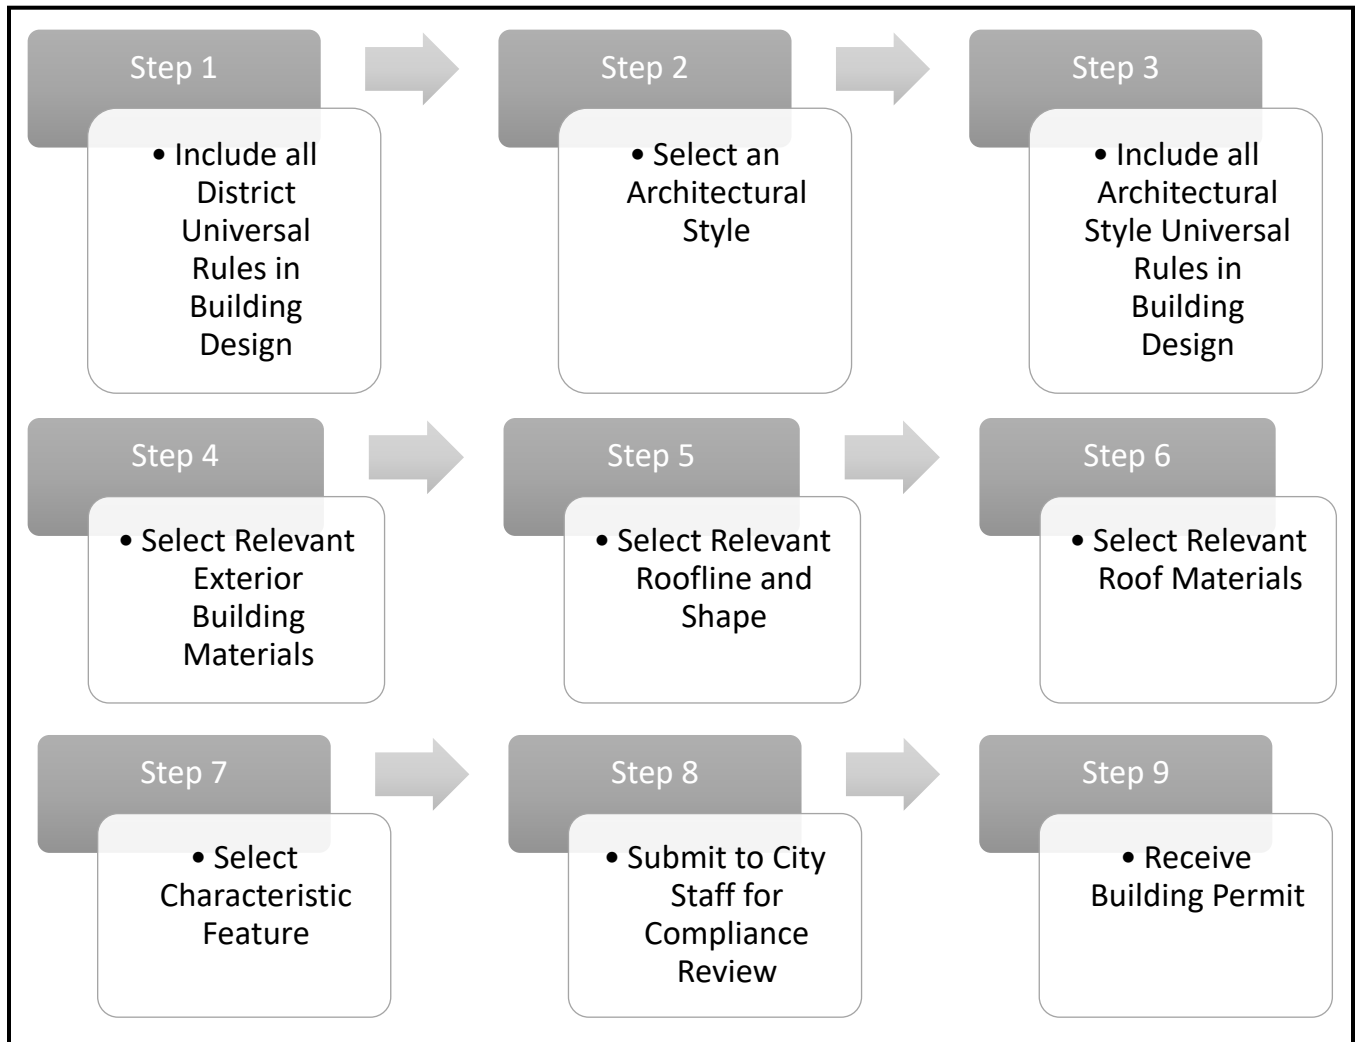 Step 1
• Include all
District
Universal
Rules in
Building
Design
Step 2
• Select an
Architectural
Style
Step 3
• Include all
Architectural
Style Universal
Rules in
Building
Design
Step 4
• Select Relevant
Exterior
Building
Materials
Step 5
• Select Relevant
Roofline and
Shape
Step 6
• Select Relevant
Roof Materials
Step 7
• Select
Characteristic
Feature
Step 8
• Submit to City
Staff for
Compliance
Review
Step 9
• Receive
Building Permit